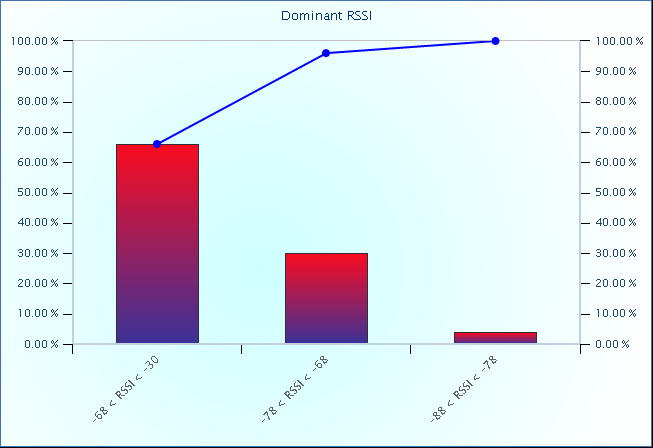 Dominant RSSI
100.00 % 100.00 %
90.00 % 90.00 %
80.00 % 80.00 %
70.00 % 70.00 %
60.00 % 60.00 %
50.00 % 50.00 %
40.00 % 40.00 %
30.00 % 30.00 %
20.00 % 20.00 %
10.00 % 10.00 %
0.00 % 0.00 %
-68 < RSSI < -30
-78 < RSSI < -68
-88 < RSSI < -78